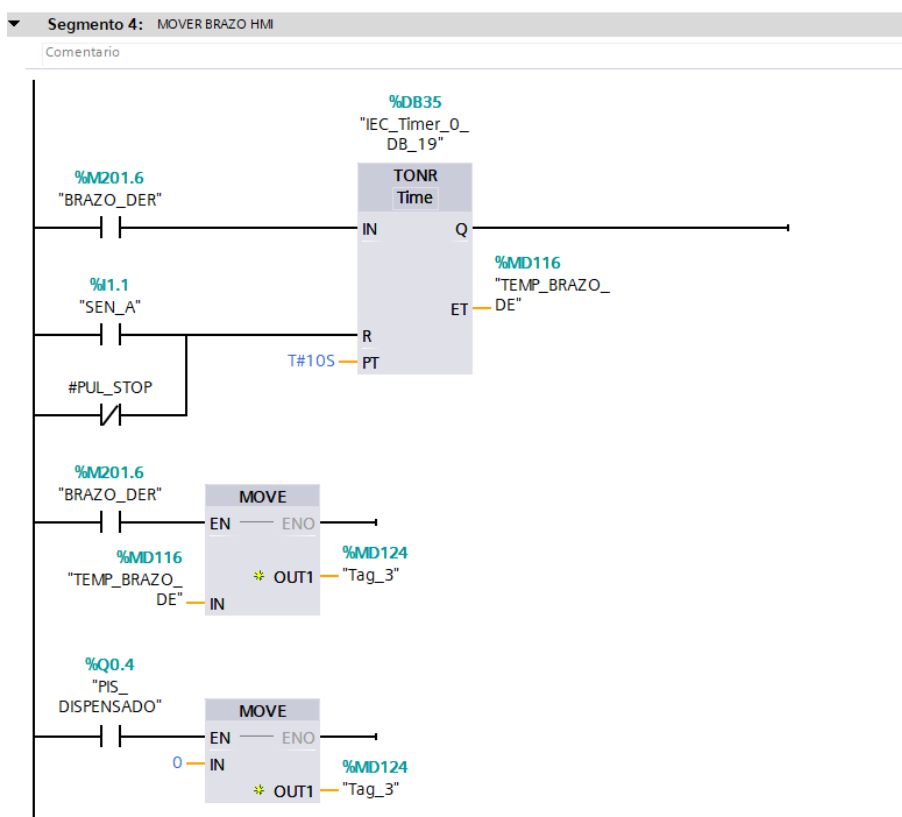 Segmento 4: MOVER BRAZO HMI
Comentario
%DB35
"IEC_Timer_0_
DB_19"
TONR
Time
%M201.6
"BRAZO_DER"
IN Q
%MD116
"TEMP_BRAZO_
DE"
ET
%I1.1
"SEN_A"
R
T#10S PT
#PUL_STOP
%M201.6
"BRAZO_DER"
MOVE
EN ENO
%MD116
"TEMP_BRAZO_
DE"
IN
OUT1
%MD124
"Tag_3"
%Q0.4
"PIS_
DISPENSADO"
MOVE
EN ENO
0 IN
OUT1
%MD124
"Tag_3"